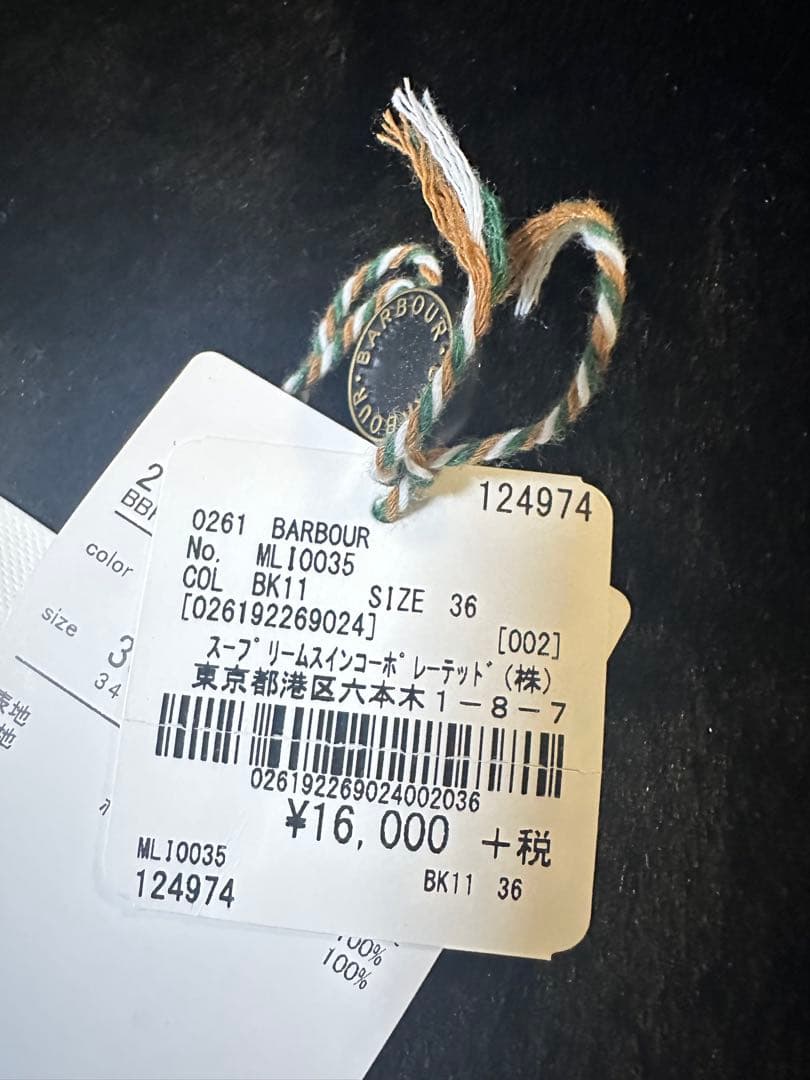 BARBOUR
124974
0261 BARBOUR
No. MLI0035
COL BK11 SIZE 36
[026192269024] [002]
スープリームスインコーポレーテッド(株)
東京都港区六本木1-8-7
026192269024002036
¥16,000 +税
MLI0035
124974 BK11 36
color
size
34
100%